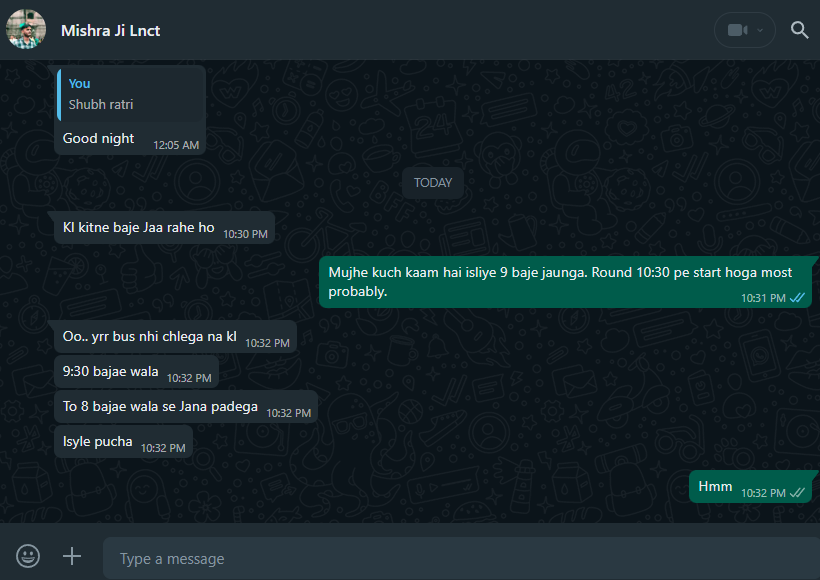 Mishra Ji Lnct
You
Shubh ratri
Good night 12:05 AM
TODAY
Kl kitne baje Jaa rahe ho 10:30 PM
Mujhe kuch kaam hai isliye 9 baje jaunga. Round 10:30 pe start hoga most
probably. 10:31 PM
Oo.. yrr bus nhi chlega na kl 10:32 PM
9:30 bajae wala 10:32 PM
To 8 bajae wala se Jana padega 10:32 PM
Isyle pucha 10:32 PM
Hmm 10:32 PM
Type a message